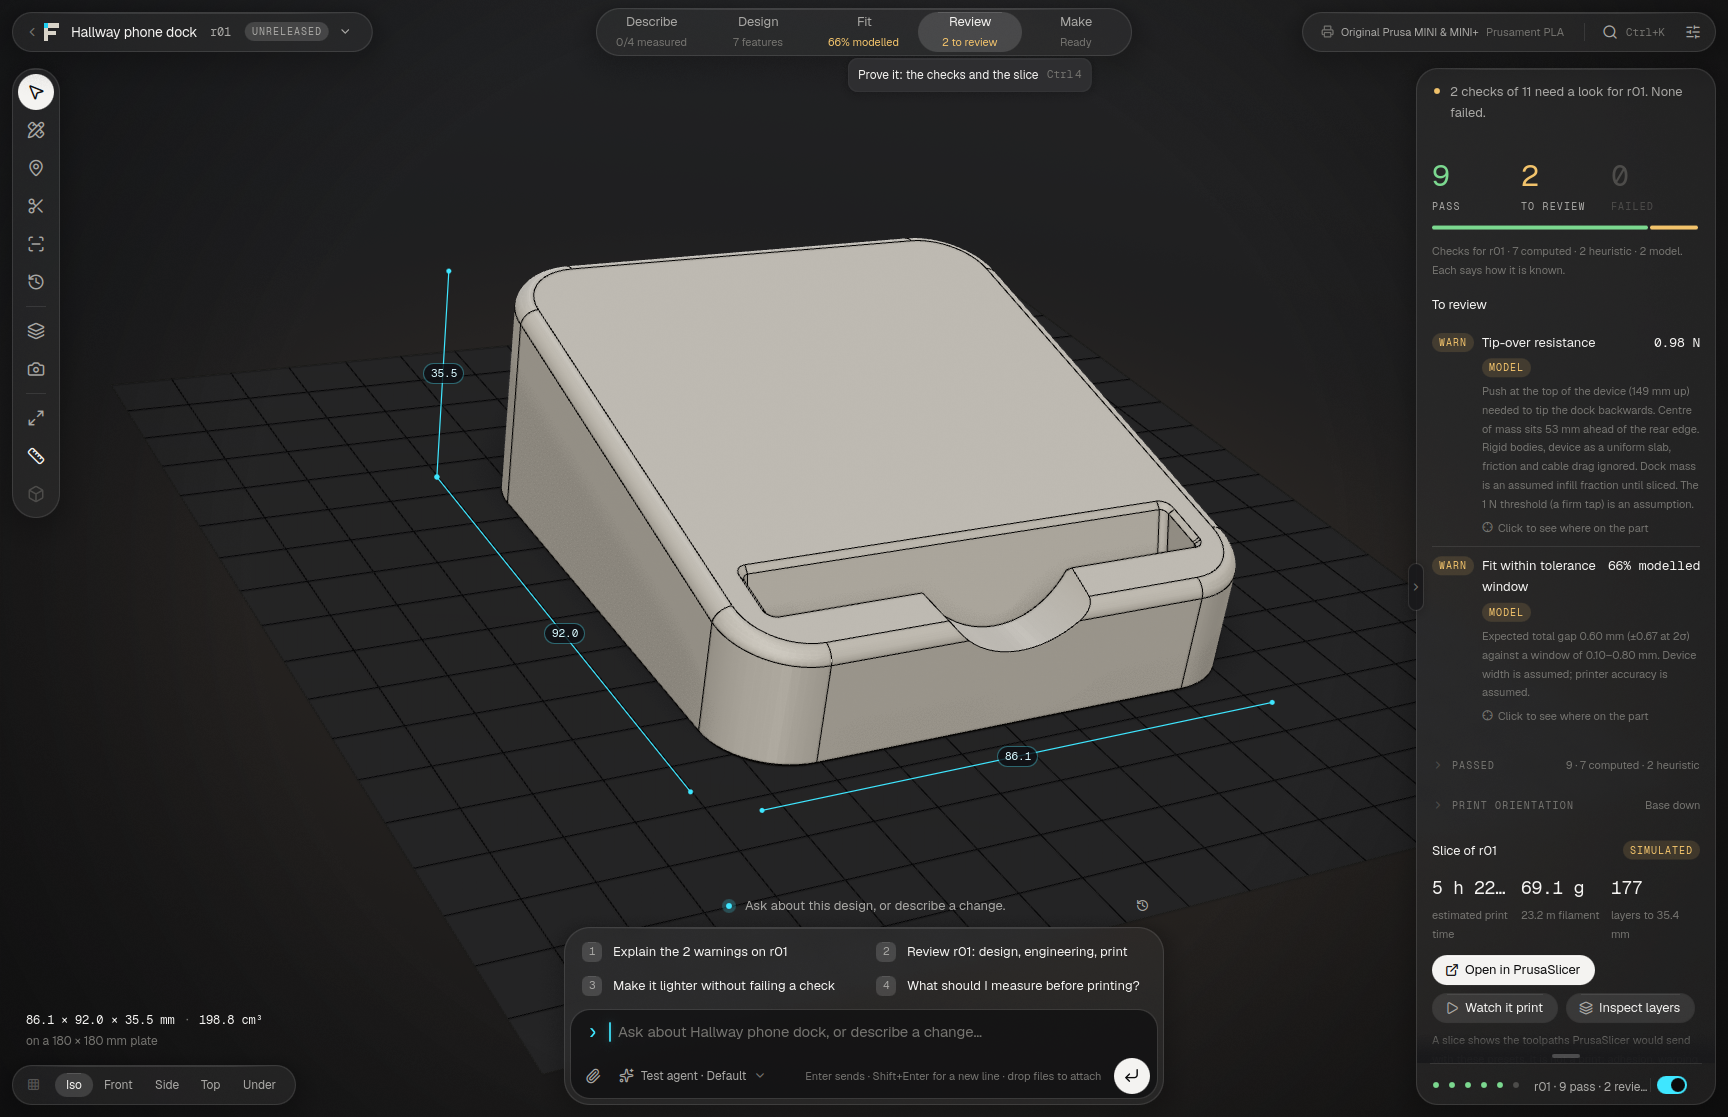 Hallway phone dock r01 UNRELEASED
Describe
0/4 measured
Design
7 features
Fit
66% modelled
Review
2 to review
Make
Ready
Original Prusa MINI & MINI+ Prusament PLA
Ctrl+K
Prove it: the checks and the slice Ctrl 4
2 checks of 11 need a look for r01. None
failed.
9
PASS
2
TO REVIEW
0
FAILED
Checks for r01 · 7 computed · 2 heuristic · 2 model.
Each says how it is known.
To review
WARN Tip-over resistance 0.98 N
MODEL
Push at the top of the device (149 mm up)
needed to tip the dock backwards. Centre
of mass sits 53 mm ahead of the rear edge.
Rigid bodies, device as a uniform slab,
friction and cable drag ignored. Dock mass
is an assumed infill fraction until sliced. The
1 N threshold (a firm tap) is an assumption.
Click to see where on the part
WARN Fit within tolerance 66% modelled
window
MODEL
Expected total gap 0.60 mm (±0.67 at 2σ)
against a window of 0.10–0.80 mm. Device
width is assumed; printer accuracy is
assumed.
Click to see where on the part
PASSED 9 · 7 computed · 2 heuristic
PRINT ORIENTATION Base down
Slice of r01 SIMULATED
5 h 22… 69.1 g 177
estimated print 23.2 m filament layers to 35.4
time mm
Open in PrusaSlicer
Watch it print Inspect layers
A slice shows the toolpaths PrusaSlicer would send
r01 · 9 pass · 2 revie…
35.5
92.0
86.1
Ask about this design, or describe a change.
1 Explain the 2 warnings on r01
2 Review r01: design, engineering, print
3 Make it lighter without failing a check
4 What should I measure before printing?
Ask about Hallway phone dock, or describe a change…
Test agent · Default
Enter sends · Shift+Enter for a new line · drop files to attach
86.1 × 92.0 × 35.5 mm · 198.8 cm³
on a 180 × 180 mm plate
Iso Front Side Top Under